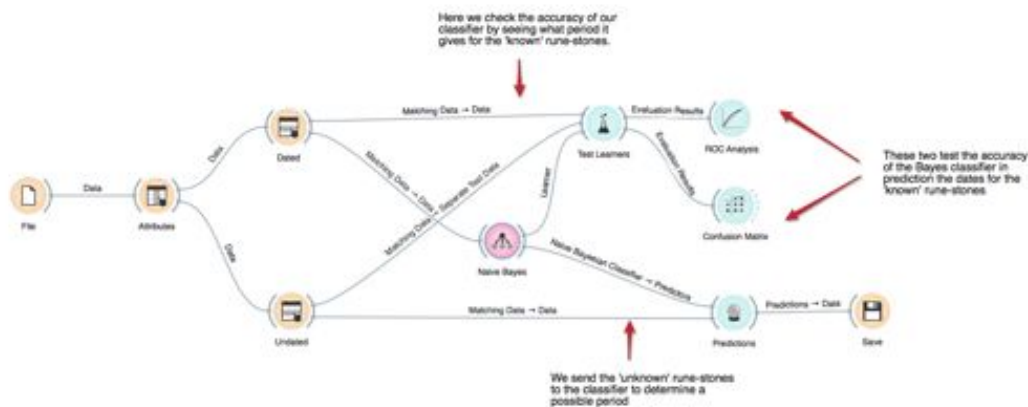 Here we check the accuracy of our
classifier by seeing what period it
gives for the 'known' rune-stones.
Matching Data → Data
Evaluation Results
Dated
Test Learners
ROC Analysis
Data
Matching Data → Data
Matching Data → Separate Test Data
Learner
Evaluation Results
These two test the accuracy
of the Bayes classifier in
prediction the dates for the
'known' rune-stones
Data
File
Attributes
Confusion Matrix
Data
Naive Bayes
Naive Bayesian Classifier → Predictors
Matching Data → Data
Predictions → Data
Undated
Predictions
Save
We send the 'unknown' rune-stones
to the classifier to determine a
possible period